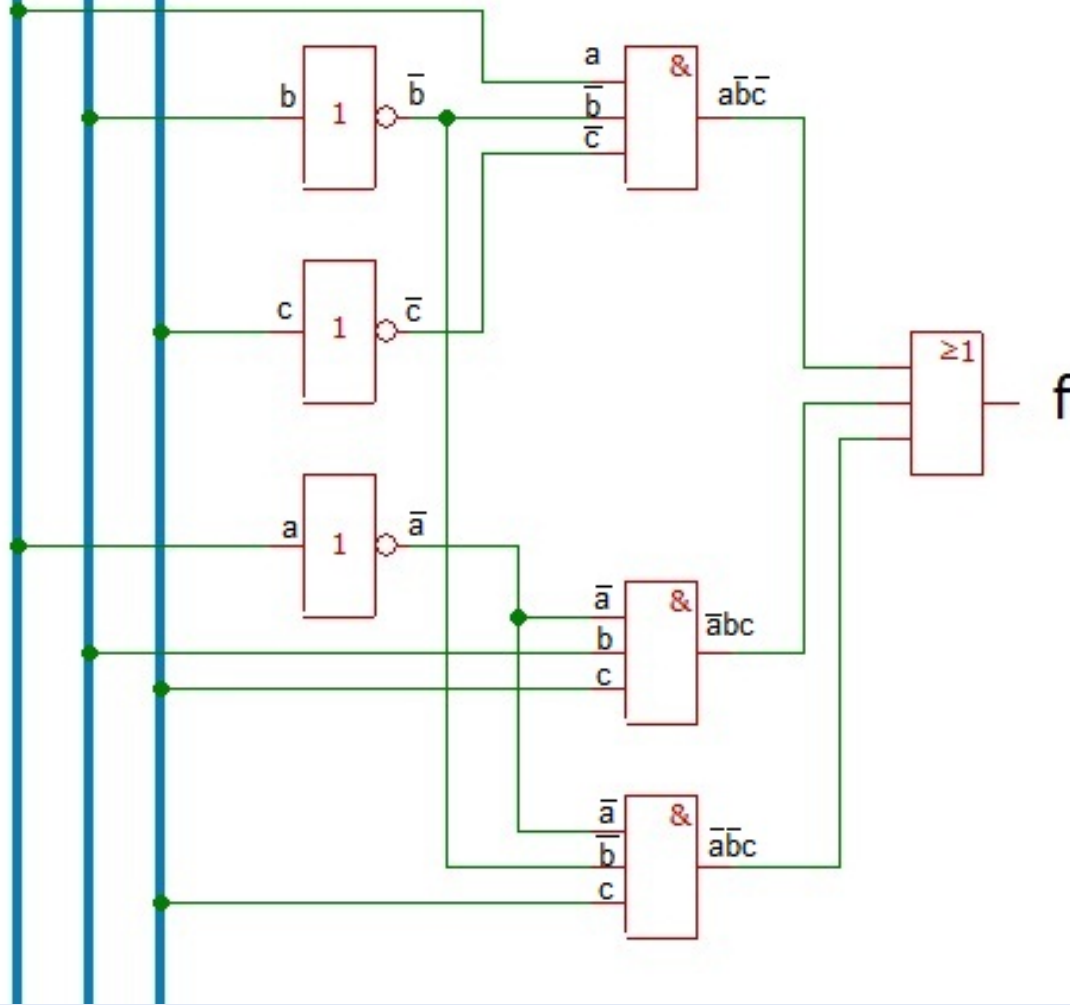 a
&
b 1 b̄ b̄ ab̄c̄
c̄
c 1 c̄
≥1
f
a 1 ā
ā &
b ābc
c
ā &
b̄ āb̄c
c